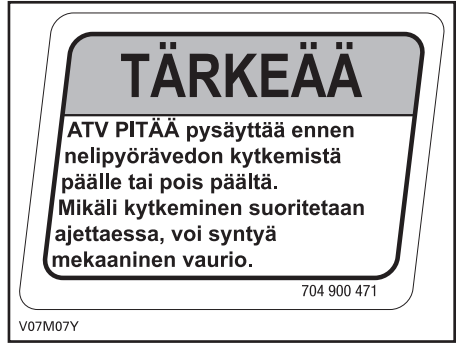 TÄRKEÄÄ
ATV PITÄÄ pysäyttää ennen
nelipyörävedon kytkemistä
päälle tai pois päältä.
Mikäli kytkeminen suoritetaan
ajettaessa, voi syntyä
mekaaninen vaurio.
704 900 471
V07M07Y